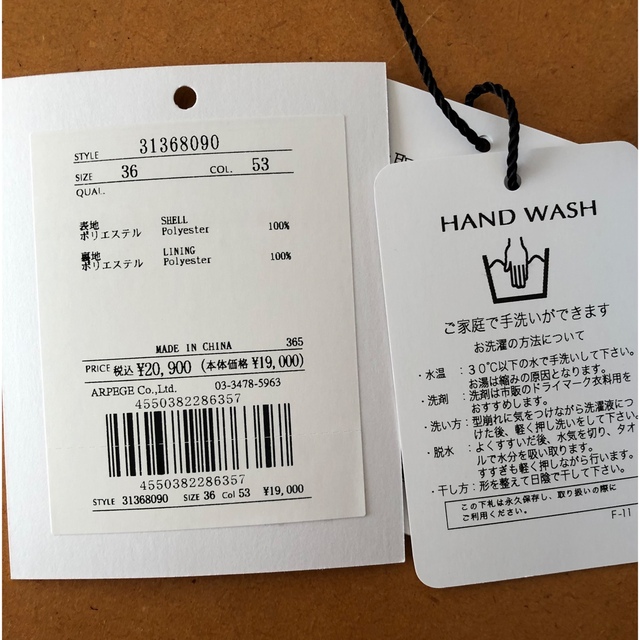 STYLE 31368090
SIZE 36 COL. 53
QUAL.
表地 SHELL
ポリエステル Polyester 100%
裏地 LINING
ポリエステル Polyester 100%
MADE IN CHINA 365
PRICE 税込 ¥20,900 (本体価格 ¥19,000)
ARPEGE Co.,Ltd. 03-3478-5963
4550382286357
4550382286357
STYLE 31368090 SIZE 36 Col 53 ¥19,000
HAND WASH
ご家庭で手洗いができます
お洗濯の方法について
・水温 : 30℃以下の水で手洗いして下さい。
お湯は縮みの原因となります。
・洗剤 : 洗剤は市販のドライマーク衣料用を
おすすめします。
・洗い方: 型崩れに気をつけながら洗濯液に
つけた後、軽く押し洗いをして下さ
・脱水 : よくすすいだ後、水気を切り、タオ
ルで水分を吸い取ります。
すすぎも軽く押しながら行います。
・干し方: 形を整えて日陰で干して下さい。
この下札は永久保存し、取り扱いの際に
ご利用ください。
F-11